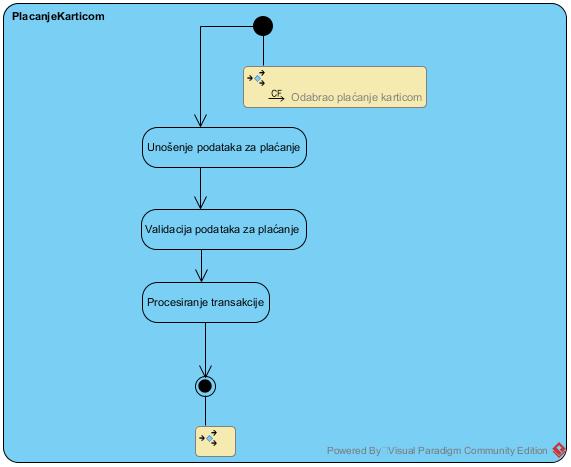 PlacanjeKarticom
CF
Odabrao plaćanje karticom
Unošenje podataka za plaćanje
Validacija podataka za plaćanje
Procesiranje transakcije
Powered By Visual Paradigm Community Edition